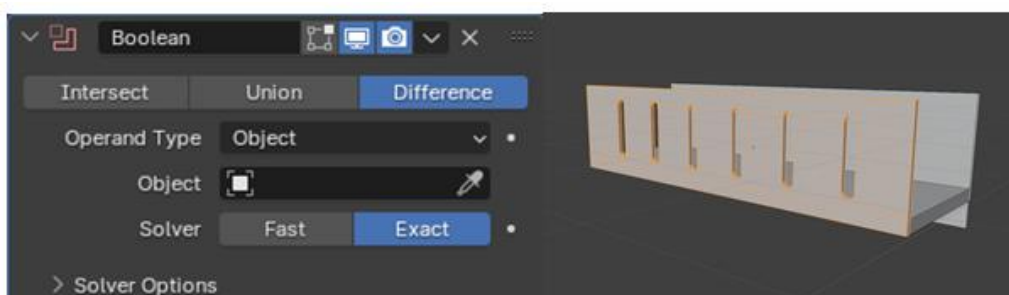 Boolean
Intersect Union Difference
Operand Type Object
Object
Solver Fast Exact
Solver Options